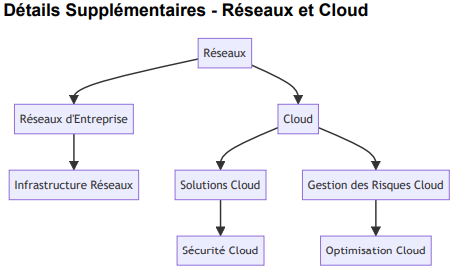 Détails Supplémentaires - Réseaux et Cloud
Réseaux
Réseaux d'Entreprise
Cloud
Infrastructure Réseaux
Solutions Cloud
Gestion des Risques Cloud
Sécurité Cloud
Optimisation Cloud